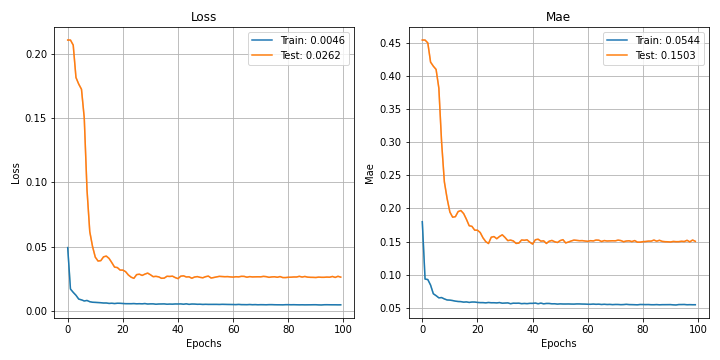 Loss
Train: 0.0046
Test: 0.0262
0.20
0.15
0.10
0.05
0.00
Loss
0 20 40 60 80 100
Epochs
Mae
Train: 0.0544
Test: 0.1503
0.45
0.40
0.35
0.30
0.25
0.20
0.15
0.10
0.05
Mae
0 20 40 60 80 100
Epochs